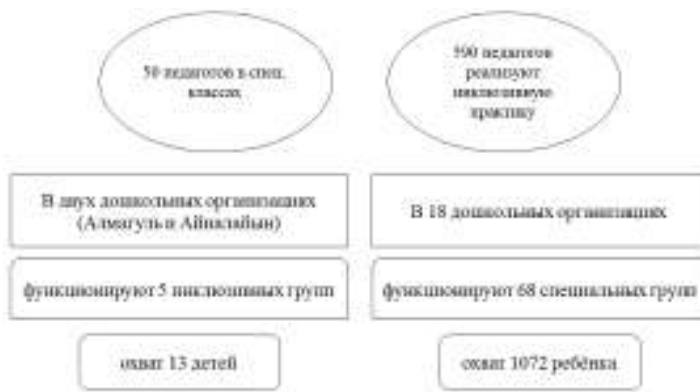 50 педагогов в спец.
классах
590 педагогов
реализуют
инклюзивную
практику
В двух дошкольных организациях
(Алмагуль и Айналайын)
В 18 дошкольных организациях
функционируют 5 инклюзивных групп
функционируют 68 специальных групп
охват 13 детей
охват 1072 ребёнка